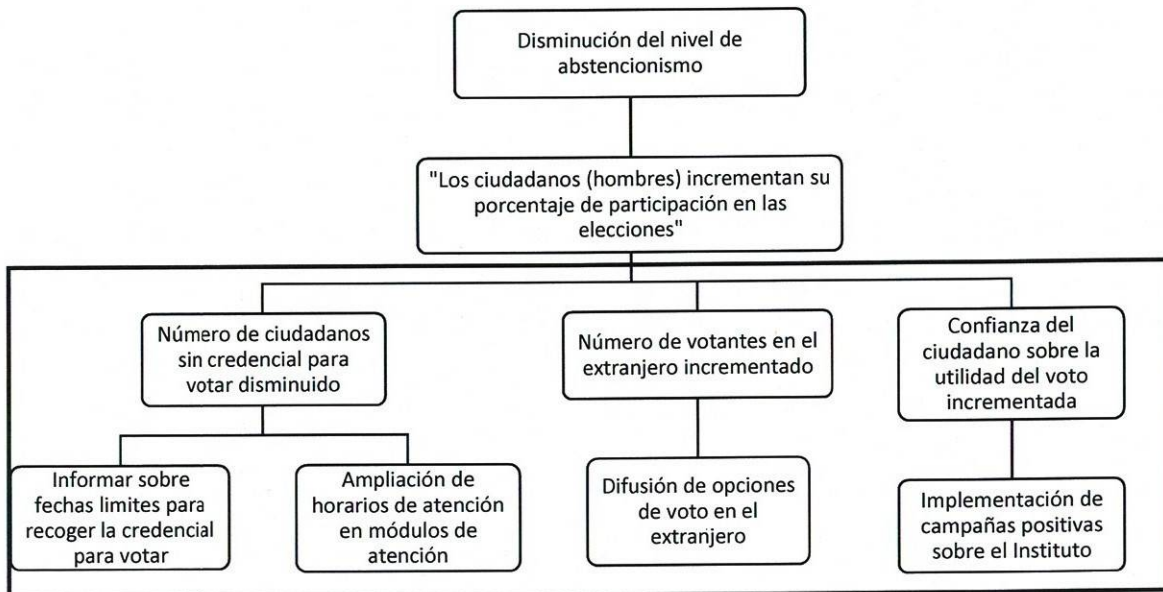 Disminución del nivel de
abstencionismo
"Los ciudadanos (hombres) incrementan su
porcentaje de participación en las
elecciones"
Número de ciudadanos
sin credencial para
votar disminuido
Número de votantes en el
extranjero incrementado
Confianza del
ciudadano sobre la
utilidad del voto
incrementada
Informar sobre
fechas limites para
recoger la credencial
para votar
Ampliación de
horarios de atención
en módulos de
atención
Difusión de opciones
de voto en el
extranjero
Implementación de
campañas positivas
sobre el Instituto